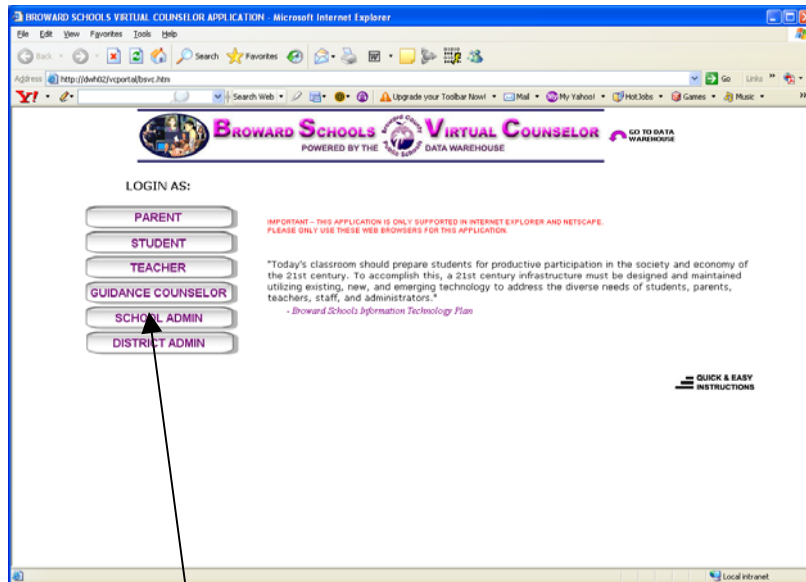 BROWARD SCHOOLS VIRTUAL COUNSELOR APPLICATION - Microsoft Internet Explorer
File Edit View Favorites Tools Help
Back Search Favorites
Address http://dwh02/vcportal/bsvc.htm Go Links
Y! Search Web Upgrade your Toolbar Now! Mail My Yahoo! HotJobs Games Music
BROWARD SCHOOLS VIRTUAL COUNSELOR
POWERED BY THE DATA WAREHOUSE
GO TO DATA
WAREHOUSE
LOGIN AS:
PARENT
STUDENT
TEACHER
GUIDANCE COUNSELOR
SCHOOL ADMIN
DISTRICT ADMIN
IMPORTANT -- THIS APPLICATION IS ONLY SUPPORTED IN INTERNET EXPLORER AND NETSCAPE.
PLEASE ONLY USE THESE WEB BROWSERS FOR THIS APPLICATION.
"Today's classroom should prepare students for productive participation in the society and economy of
the 21st century. To accomplish this, a 21st century infrastructure must be designed and maintained
utilizing existing, new, and emerging technology to address the diverse needs of students, parents,
teachers, staff, and administrators."
- Broward Schools Information Technology Plan
QUICK & EASY
INSTRUCTIONS
Local intranet